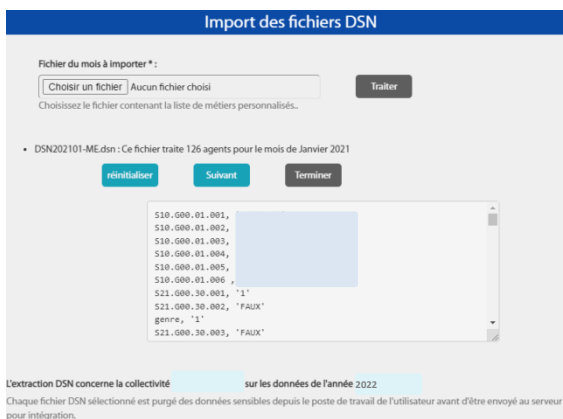 Import des fichiers DSN
Fichier du mois à importer * :
Choisir un fichier Aucun fichier choisi
Traiter
Choisissez le fichier contenant la liste de métiers personnalisés..
• DSN202101-ME.dsn : Ce fichier traite 126 agents pour le mois de Janvier 2021
réinitialiser Suivant Terminer
S10.G00.01.001,
S10.G00.01.002,
S10.G00.01.003,
S10.G00.01.004,
S10.G00.01.005,
S10.G00.01.006 ,
S21.G00.30.001, '1'
S21.G00.30.002, 'FAUX'
genre, '1'
S21.G00.30.003, 'FAUX'
L'extraction DSN concerne la collectivité sur les données de l'année 2022
Chaque fichier DSN sélectionné est purgé des données sensibles depuis le poste de travail de l'utilisateur avant d'être envoyé au serveur
pour intégration.